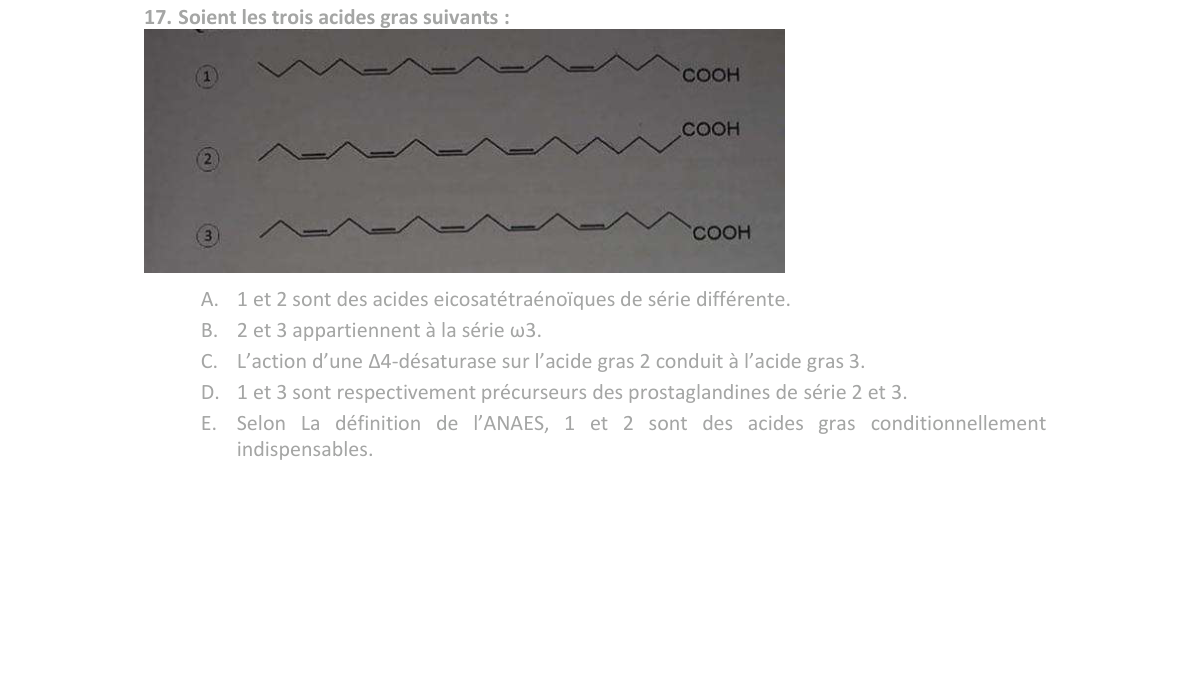 17. Soient les trois acides gras suivants :
1 COOH
2 COOH
3 COOH
A. 1 et 2 sont des acides eicosatétraénoïques de série différente.
B. 2 et 3 appartiennent à la série ω3.
C. L’action d’une Δ4-désaturase sur l’acide gras 2 conduit à l’acide gras 3.
D. 1 et 3 sont respectivement précurseurs des prostaglandines de série 2 et 3.
E. Selon La définition de l’ANAES, 1 et 2 sont des acides gras conditionnellement
indispensables.